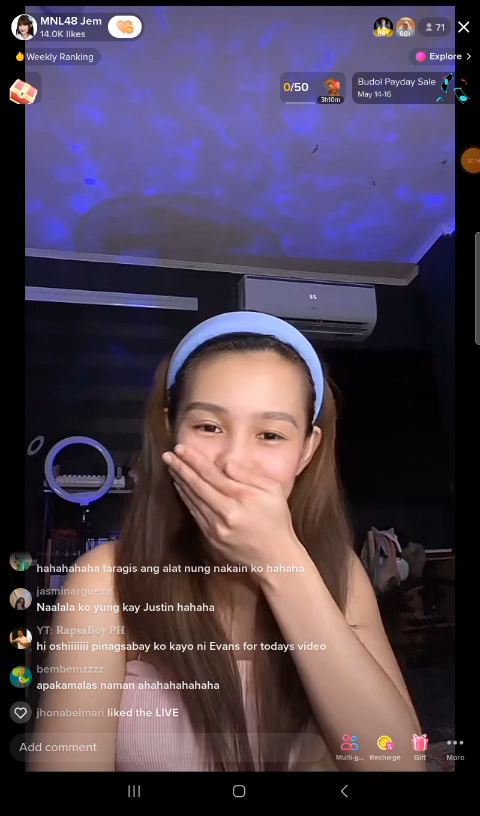 MNL48 Jem
14.0K likes
71
Weekly Ranking
Explore
0/50
3h10m
Budol Payday Sale
May 14-16
hahahahaha taragis ang alat nung nakain ko hahaha
jasminargueza
Naalala ko yung kay Justin hahaha
YT: RapsaBoy PH
hi oshiiiiiii pinagsabay ko kayo ni Evans for todays video
bembemzzzz
apakamalas naman ahahahahahaha
jhonabelmari liked the LIVE
Add comment
Multi-g...
Recharge
Gift
More